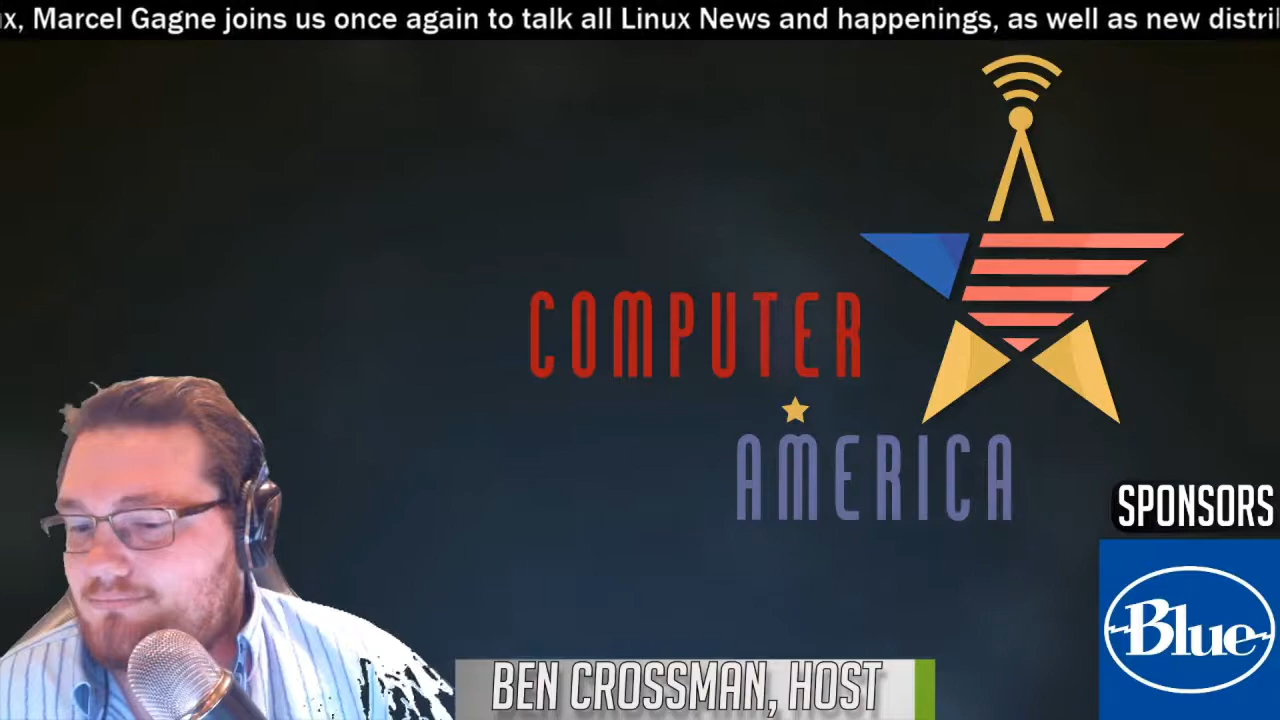 Marcel Gagne joins us once again to talk all Linux News and happenings, as well as new
COMPUTER
AMERICA
SPONSORS
Blue
BEN CROSSMAN, HOST